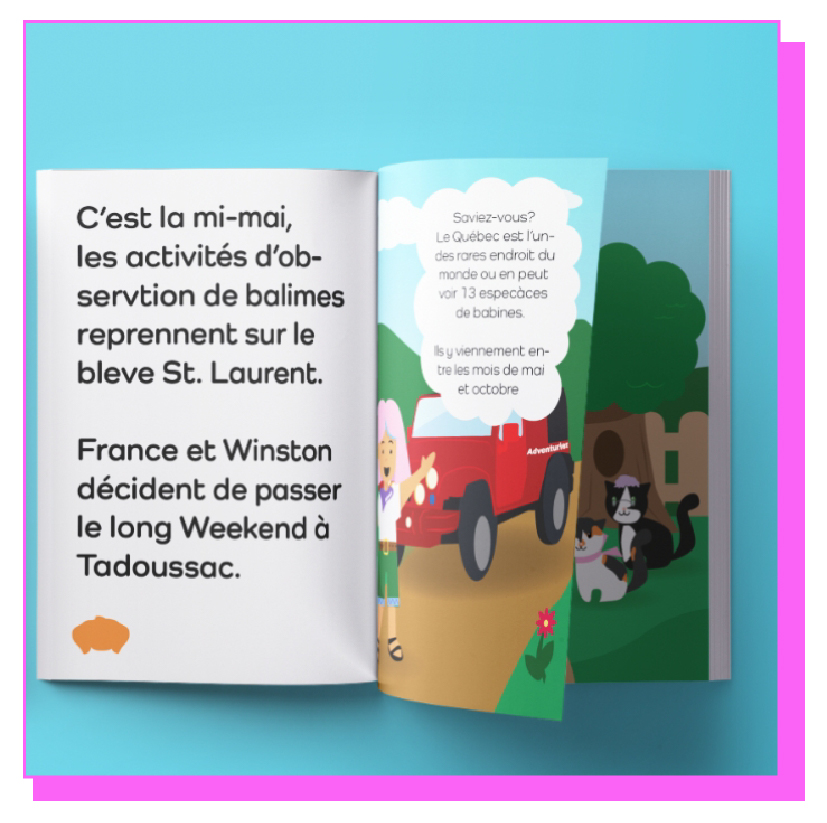 C'est la mi-mai,
les activités d'ob-
servtion de balimes
reprennent sur le
bleve St. Laurent.
France et Winston
décident de passer
le long Weekend à
Tadoussac.
Saviez-vous?
Le Québec est l'un-
des rares endroit du
monde ou en peut
voir 13 especàces
de babines.
Ils y viennement en-
tre les mois de mai
et octobre
Adventurist